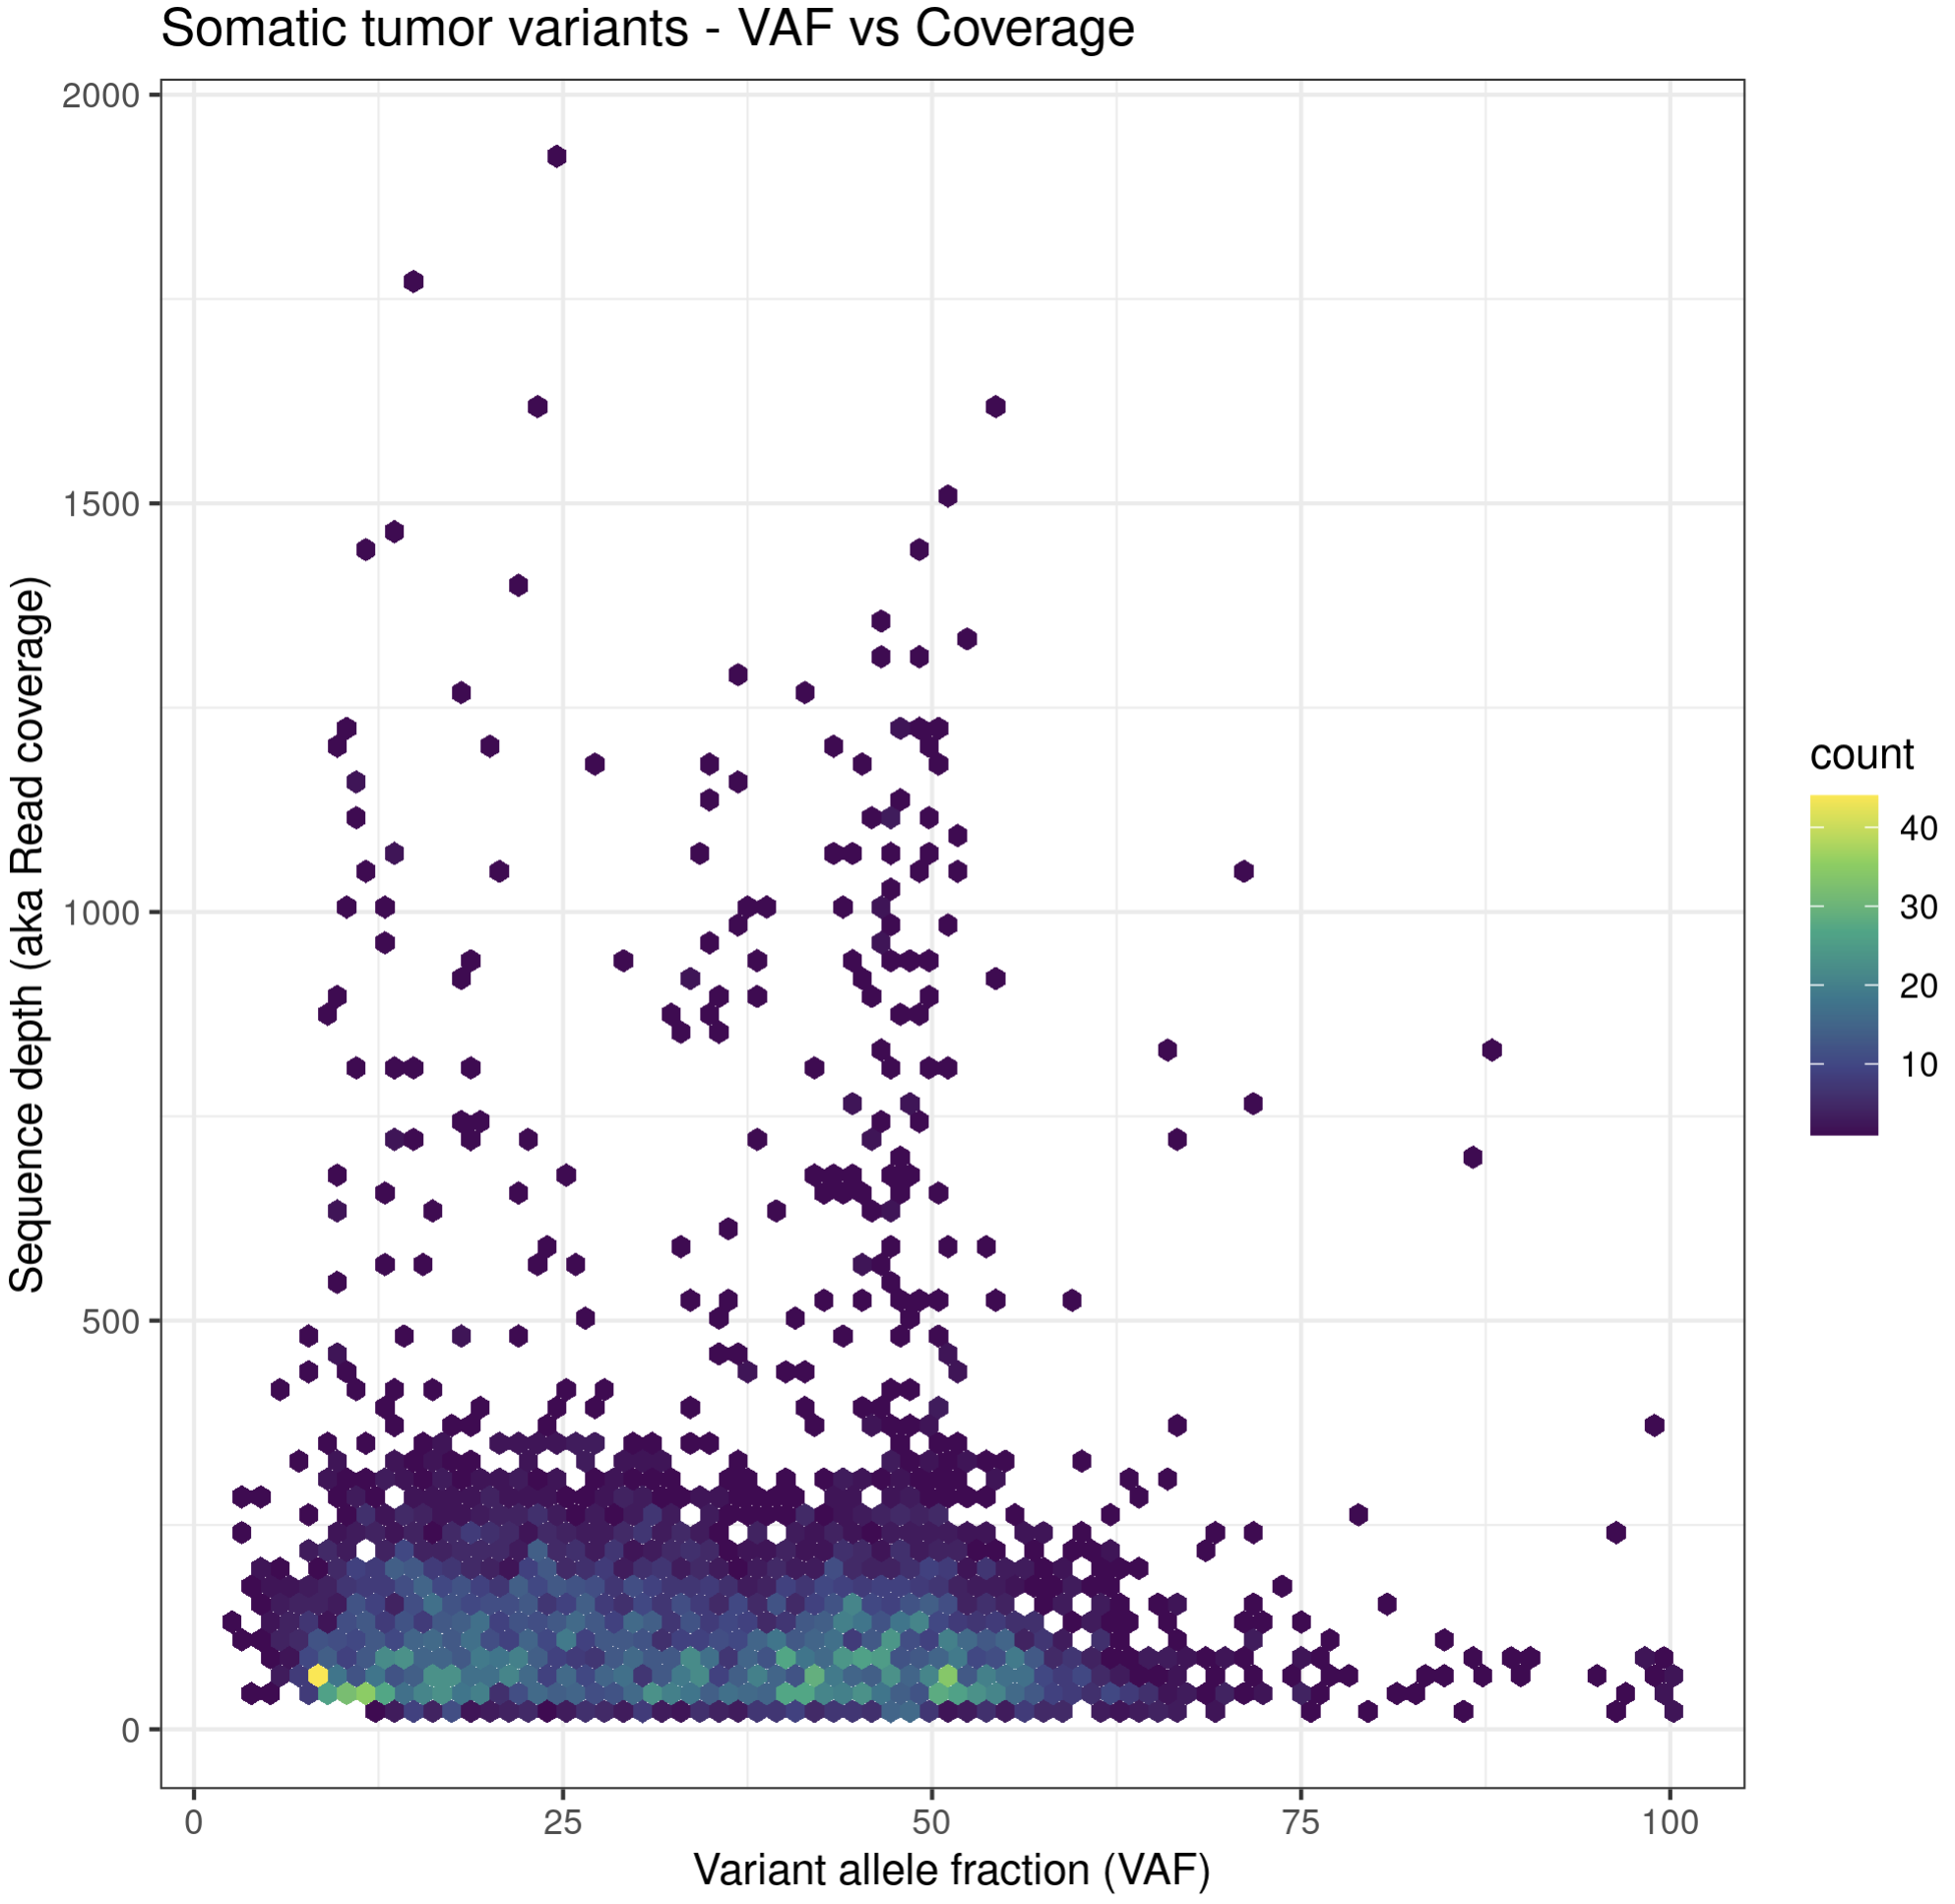 Somatic tumor variants - VAF vs Coverage
2000
1500
1000
500
0
Sequence depth (aka Read coverage)
0 25 50 75 100
Variant allele fraction (VAF)
count
40
30
20
10